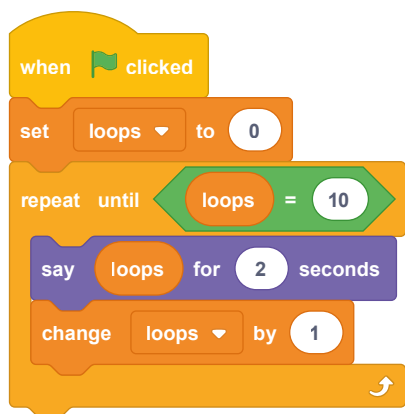 when clicked
set loops to 0
repeat until loops = 10
say loops for 2 seconds
change loops by 1